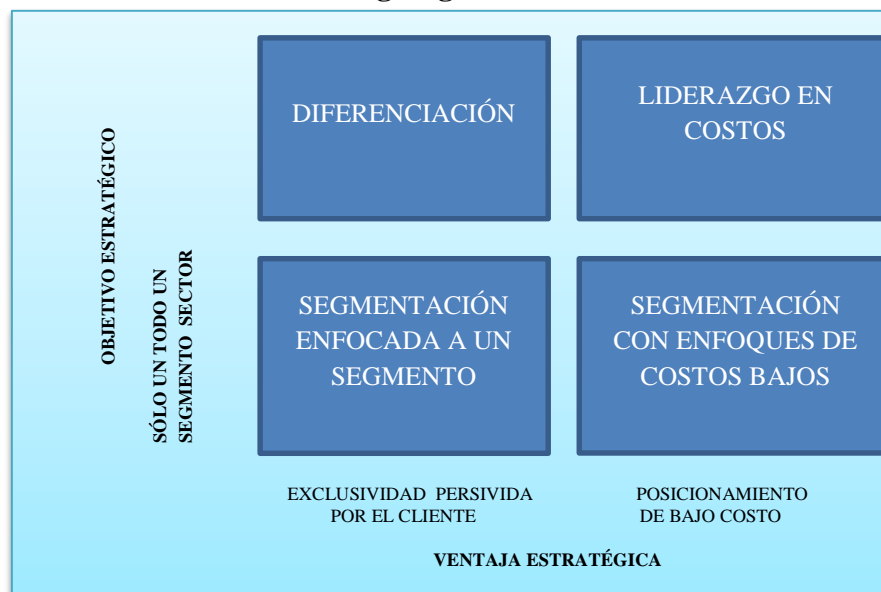 DIFERENCIACIÓN
LIDERAZGO EN
COSTOS
OBJETIVO ESTRATÉGICO
SÓLO UN TODO UN
SEGMENTO SECTOR
SEGMENTACIÓN
ENFOCADA A UN
SEGMENTO
SEGMENTACIÓN
CON ENFOQUES DE
COSTOS BAJOS
EXCLUSIVIDAD PERSIVIDA
POR EL CLIENTE
POSICIONAMIENTO
DE BAJO COSTO
VENTAJA ESTRATÉGICA